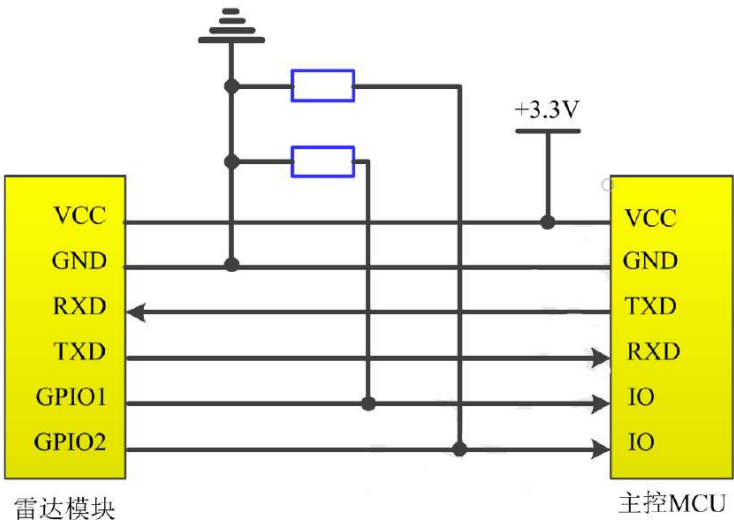 +3.3V
VCC
GND
RXD
TXD
GPIO1
GPIO2
雷达模块
VCC
GND
TXD
RXD
IO
IO
主控MCU